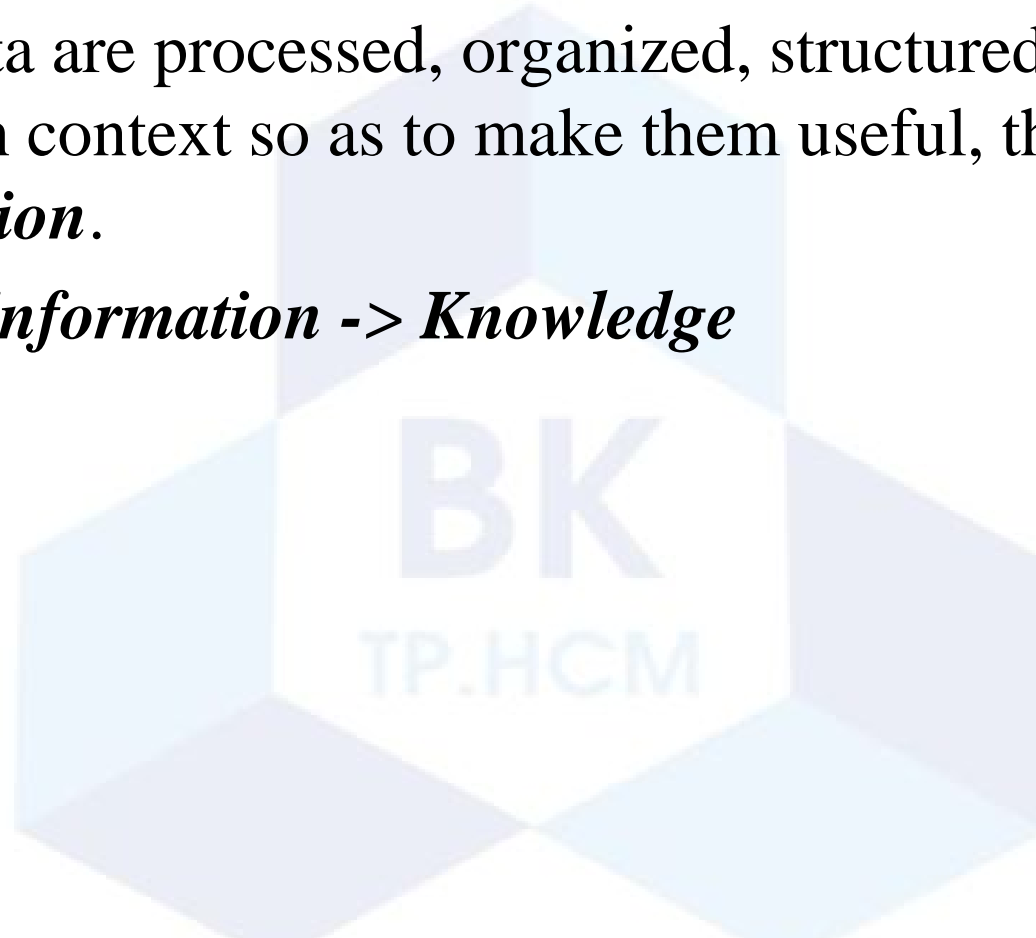 ta are processed, organized, structured
n context so as to make them useful, th
ion.
nformation -> Knowledge
BK
TP.HCM